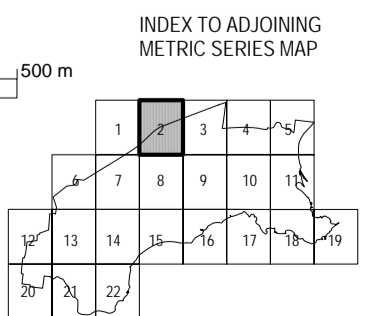 INDEX TO ADJOINING
METRIC SERIES MAP
500 m
1 2 3 4 5
6 7 8 9 10 11
12 13 14 15 16 17 18 19
20 21 22